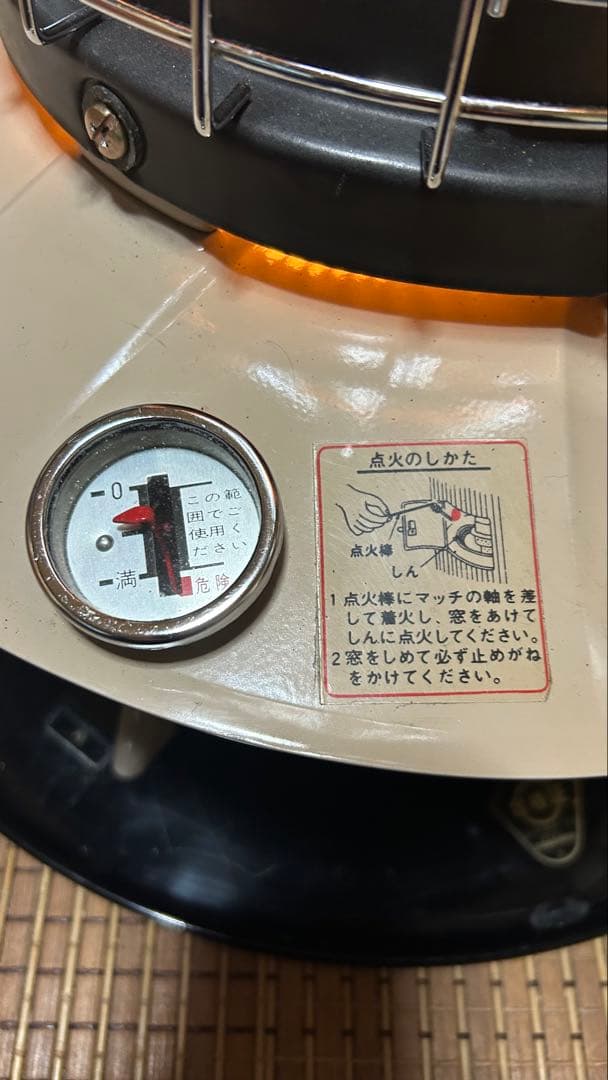 0
満
この範
囲でご
使用く
ださい
危険
点火のしかた
点火棒
しん
1 点火棒にマッチの軸を差
して着火し、窓をあけて
しんに点火してください。
2 窓をしめて必ず止めがね
をかけてください。